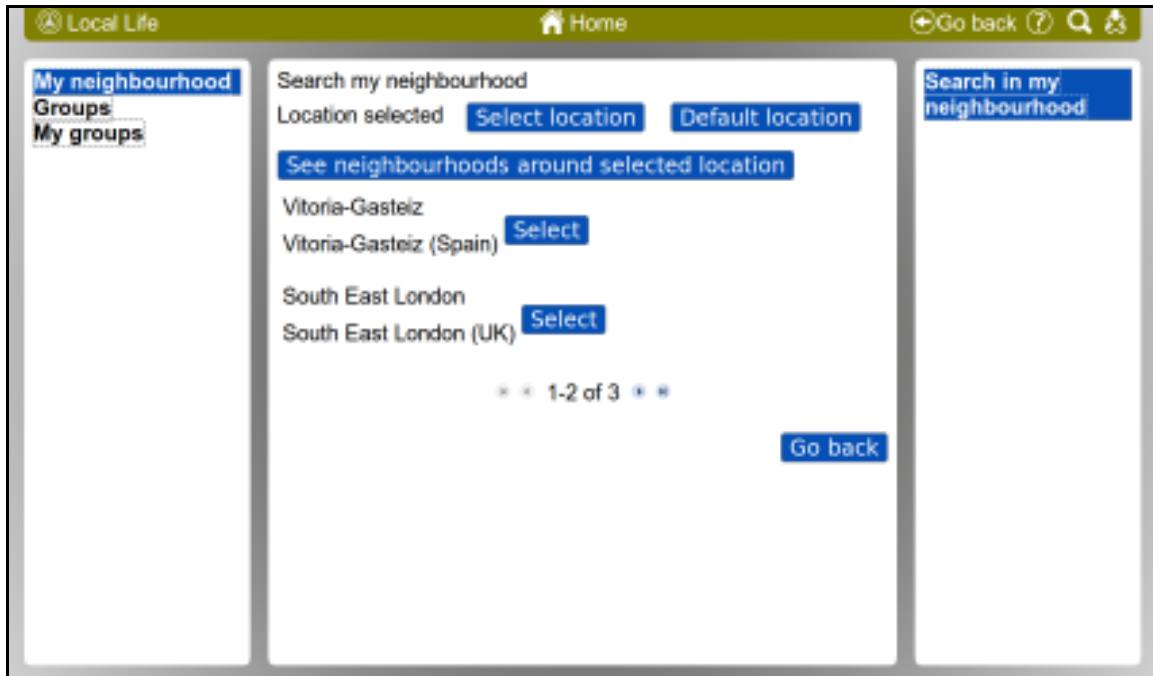 Local Life
Home
Go back
My neighbourhood
Groups
My groups
Search my neighbourhood
Location selected Select location Default location
See neighbourhoods around selected location
Vitoria-Gasteiz
Vitoria-Gasteiz (Spain) Select
South East London
South East London (UK) Select
1-2 of 3
Go back
Search in my
neighbourhood